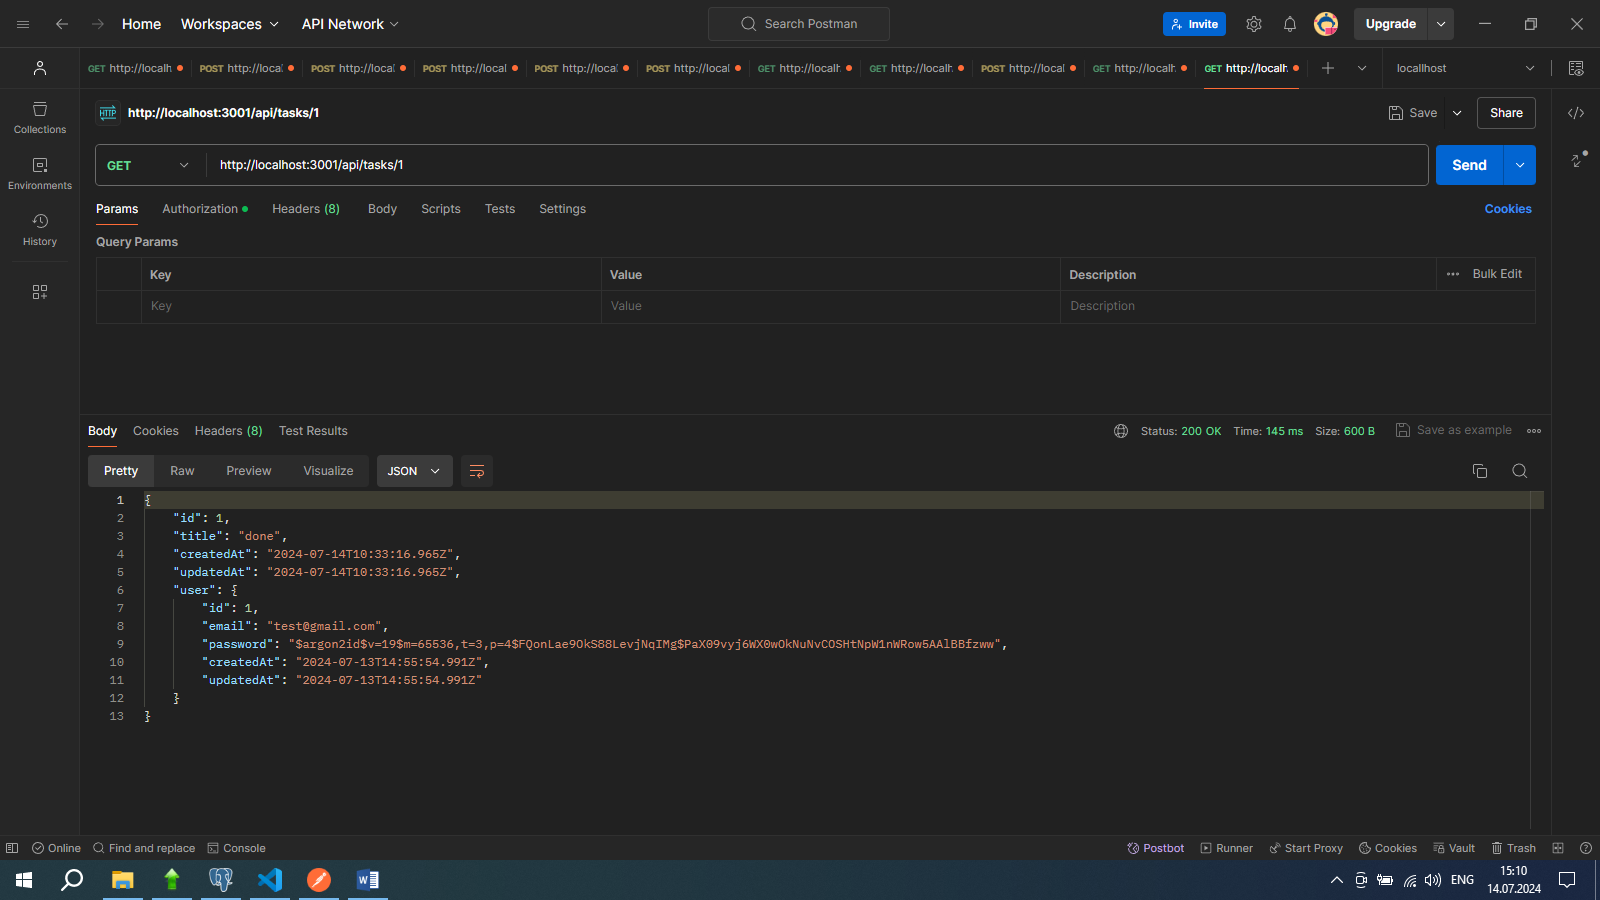 Home Workspaces API Network Search Postman Invite Upgrade
GET http://localh POST http://local POST http://local POST http://local POST http://local POST http://local GET http://localh GET http://localh POST http://local GET http://localh GET http://localh localhost
HTTP http://localhost:3001/api/tasks/1 Save Share
GET http://localhost:3001/api/tasks/1 Send
Params Authorization Headers (8) Body Scripts Tests Settings Cookies
Query Params
Key Value Description Bulk Edit
Key Value Description
Collections
Environments
History
Body Cookies Headers (8) Test Results Status: 200 OK Time: 145 ms Size: 600 B Save as example
Pretty Raw Preview Visualize JSON
1 {
2 "id": 1,
3 "title": "done",
4 "createdAt": "2024-07-14T10:33:16.965Z",
5 "updatedAt": "2024-07-14T10:33:16.965Z",
6 "user": {
7 "id": 1,
8 "email": "test@gmail.com",
9 "password": "$argon2id$v=19$m=65536,t=3,p=4$FQonLae9OkS88LevjNqIMg$PaX09vyj6WX0wOkNuNvCOSHtNpW1nWRow5AAlBBfzww",
10 "createdAt": "2024-07-13T14:55:54.991Z",
11 "updatedAt": "2024-07-13T14:55:54.991Z"
12 }
13 }
Online Find and replace Console Postbot Runner Start Proxy Cookies Vault Trash
W ENG 15:10
14.07.2024